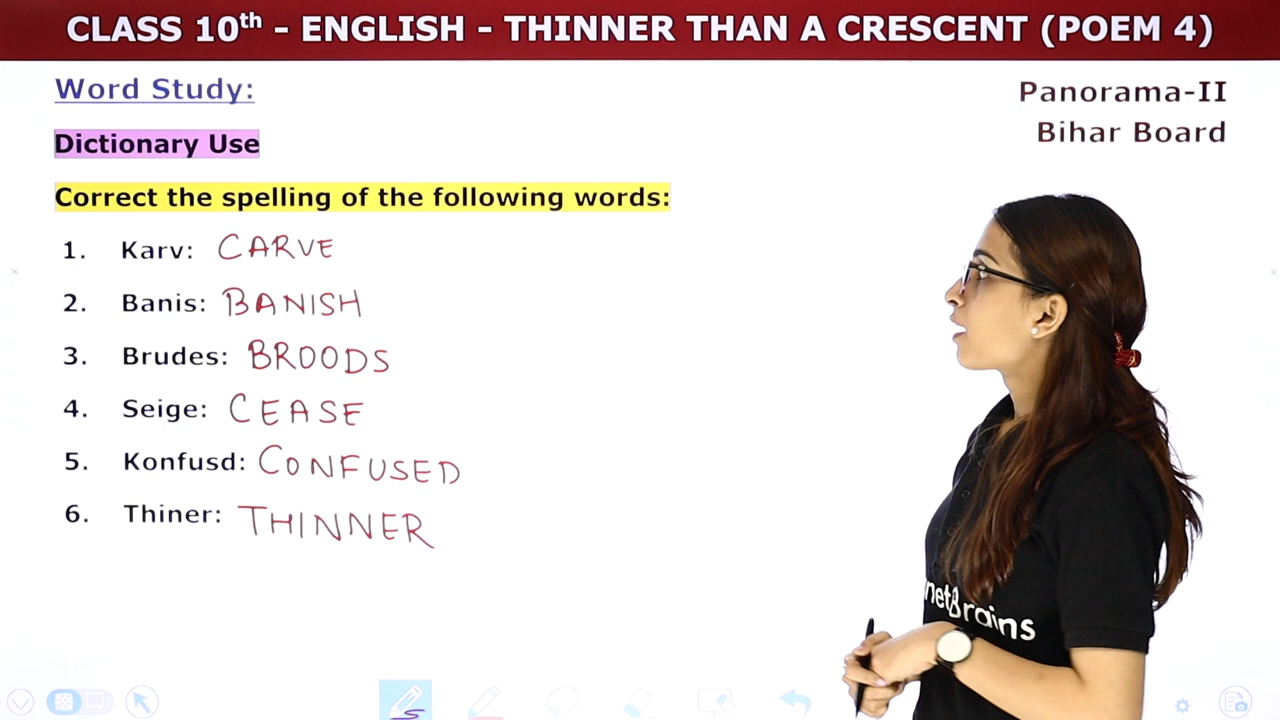 CLASS 10th - ENGLISH - THINNER THAN A CRESCENT (POEM 4)
Word Study:
Panorama-II
Bihar Board
Dictionary Use
Correct the spelling of the following words:
1. Karv: CARVE
2. Banis: BANISH
3. Brudes: BROODS
4. Seige: CEASE
5. Konfusd: CONFUSED
6. Thiner: THINNER
netBrains